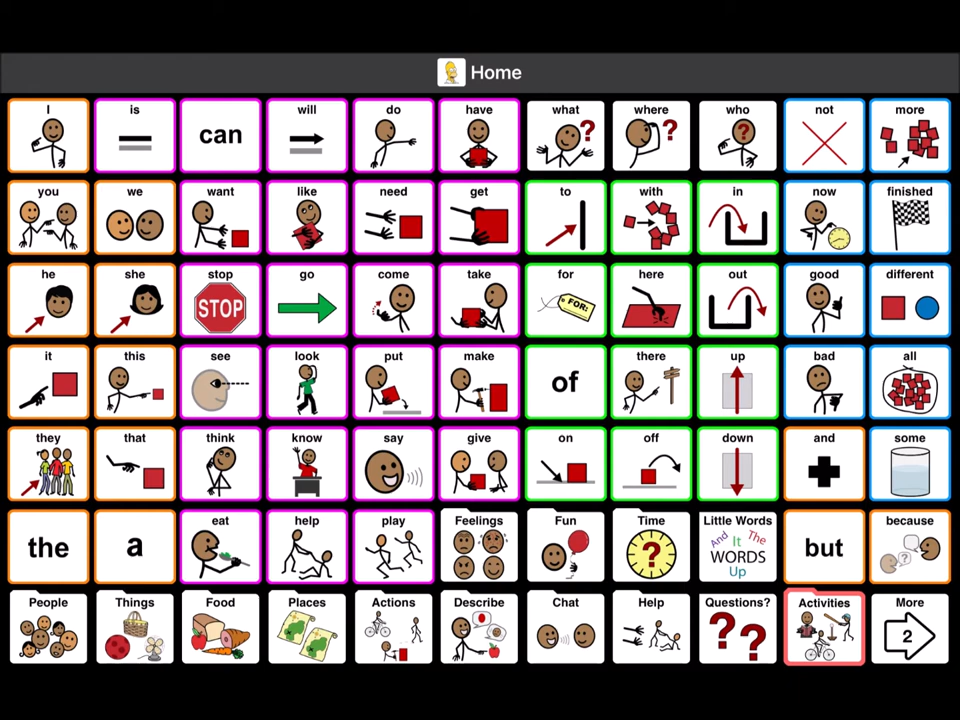 Home
I is can will do have what where who not more
you we want like need get to with in now finished
he she stop go come take for here out good different
STOP FOR:
it this see look put make of there up bad all
they that think know say give on off down and some
the a eat help play Feelings Fun Time Little Words but because
And It The
WORDS
Up
People Things Food Places Actions Describe Chat Help Questions? Activities More
2